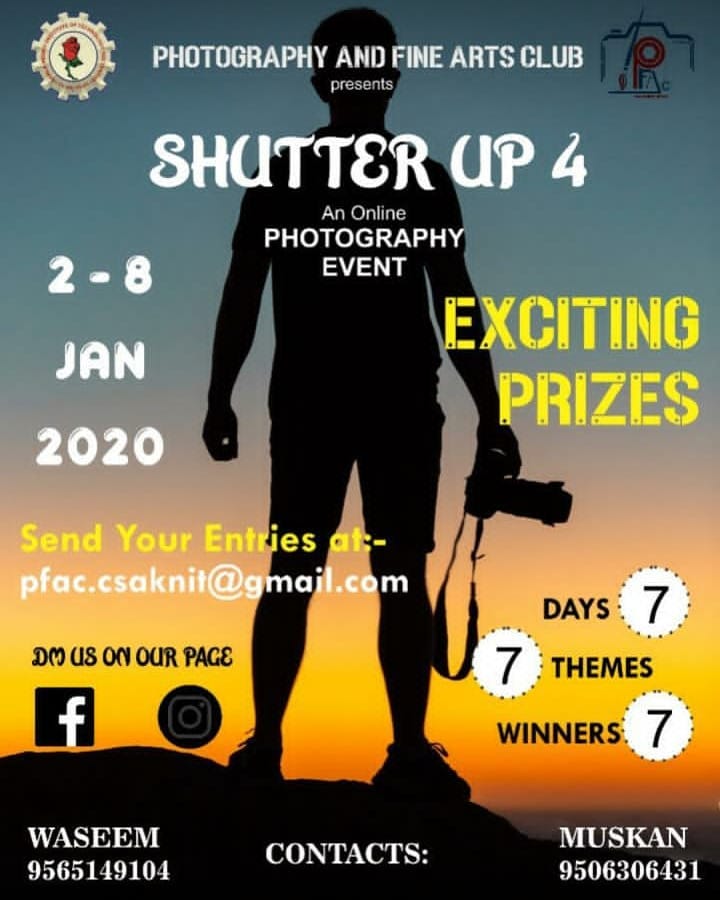 PHOTOGRAPHY AND FINE ARTS CLUB
presents
SHUTTER UP 4
An Online
PHOTOGRAPHY
EVENT
2 - 8
JAN
2020
EXCITING
PRIZES
Send Your Entries at:-
pfac.csaknit@gmail.com
DAYS 7
7 THEMES
WINNERS 7
DM US ON OUR PAGE
WASEEM
9565149104
CONTACTS:
MUSKAN
9506306431